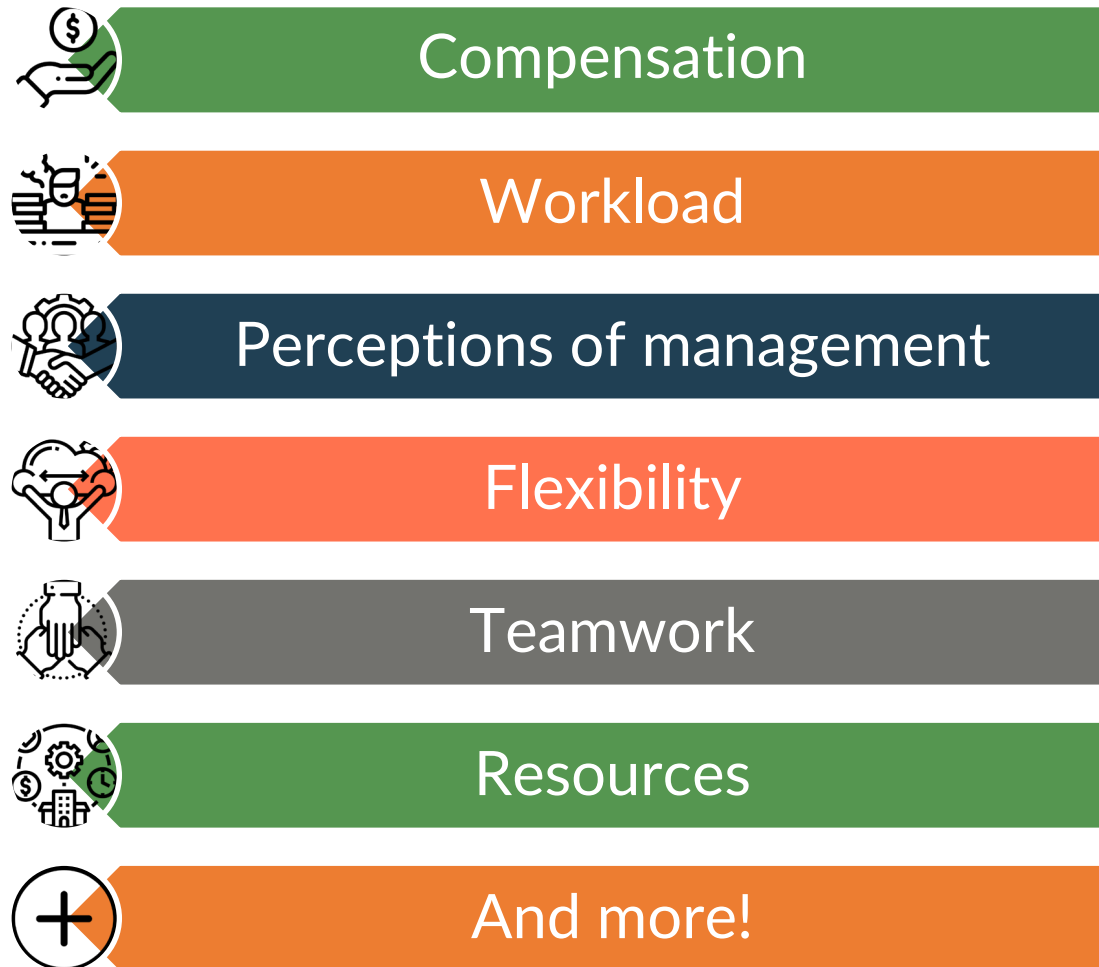 Compensation
Workload
Perceptions of management
Flexibility
Teamwork
Resources
And more!